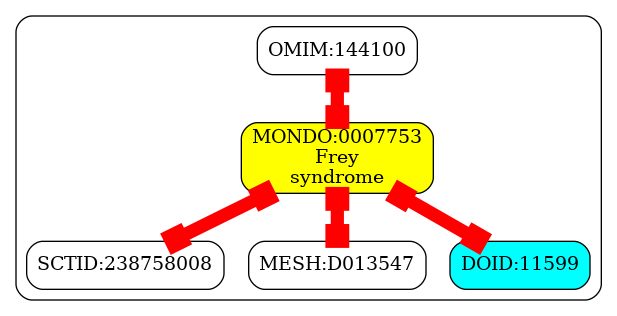 OMIM:144100
MONDO:0007753
Frey
syndrome
SCTID:238758008
MESH:D013547
DOID:11599